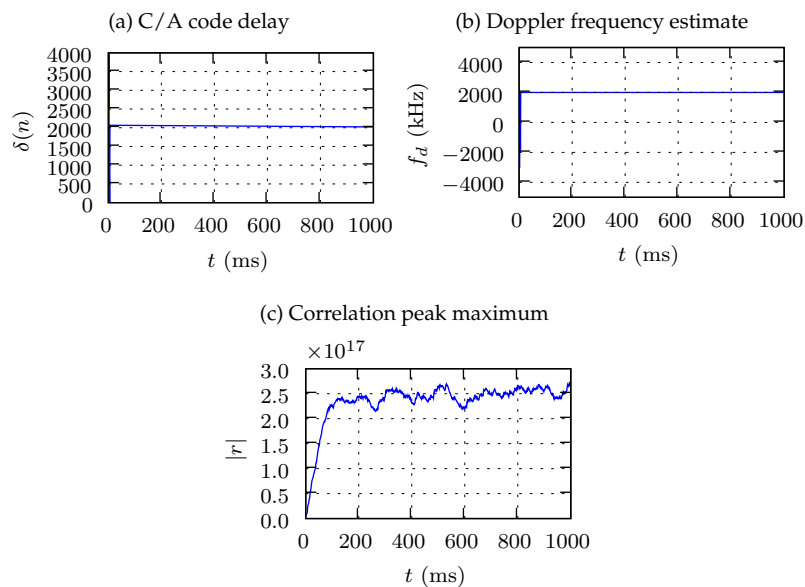 (a) C/A code delay
4000
3500
3000
2500
2000
1500
1000
500
0
δ(n)
0 200 400 600 800 1000
t (ms)
(b) Doppler frequency estimate
4000
2000
0
−2000
−4000
f_d (kHz)
0 200 400 600 800 1000
t (ms)
(c) Correlation peak maximum
×10¹⁷
3.0
2.5
2.0
1.5
1.0
0.5
0.0
|r|
0 200 400 600 800 1000
t (ms)